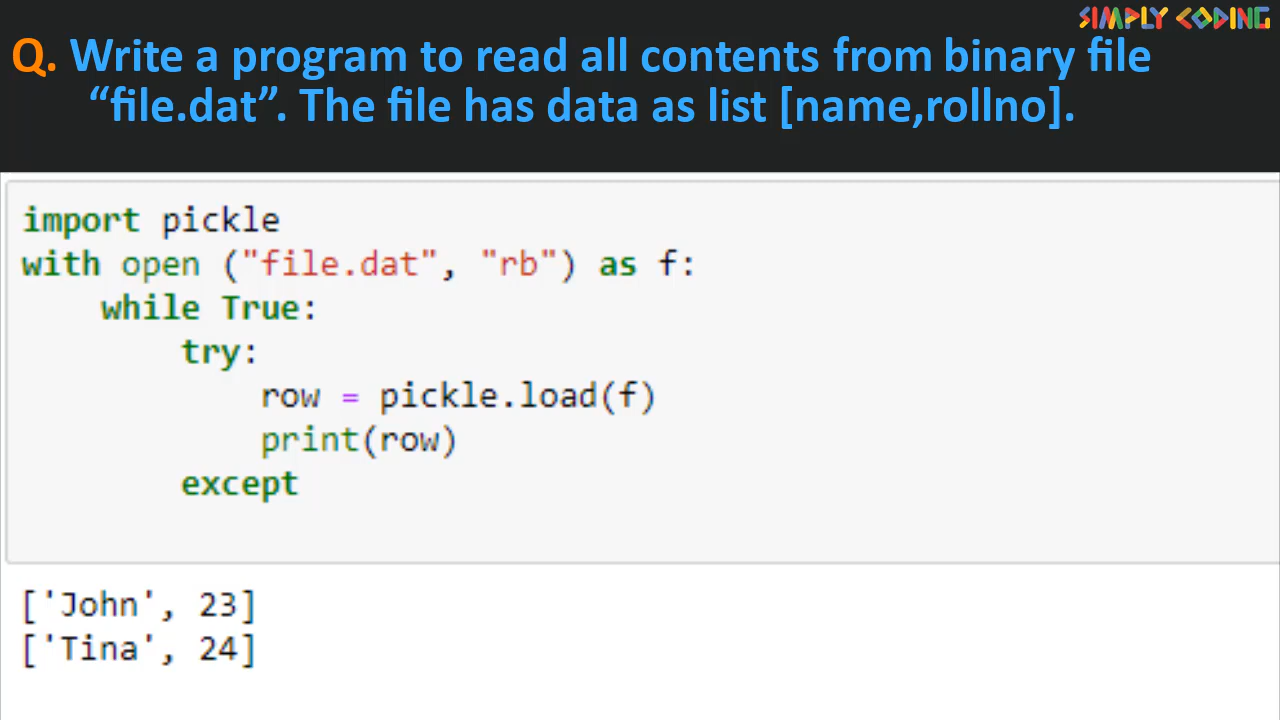 SIMPLY CODING
Q. Write a program to read all contents from binary file
“file.dat”. The file has data as list [name,rollno].
import pickle
with open ("file.dat", "rb") as f:
    while True:
        try:
            row = pickle.load(f)
            print(row)
        except
['John', 23]
['Tina', 24]